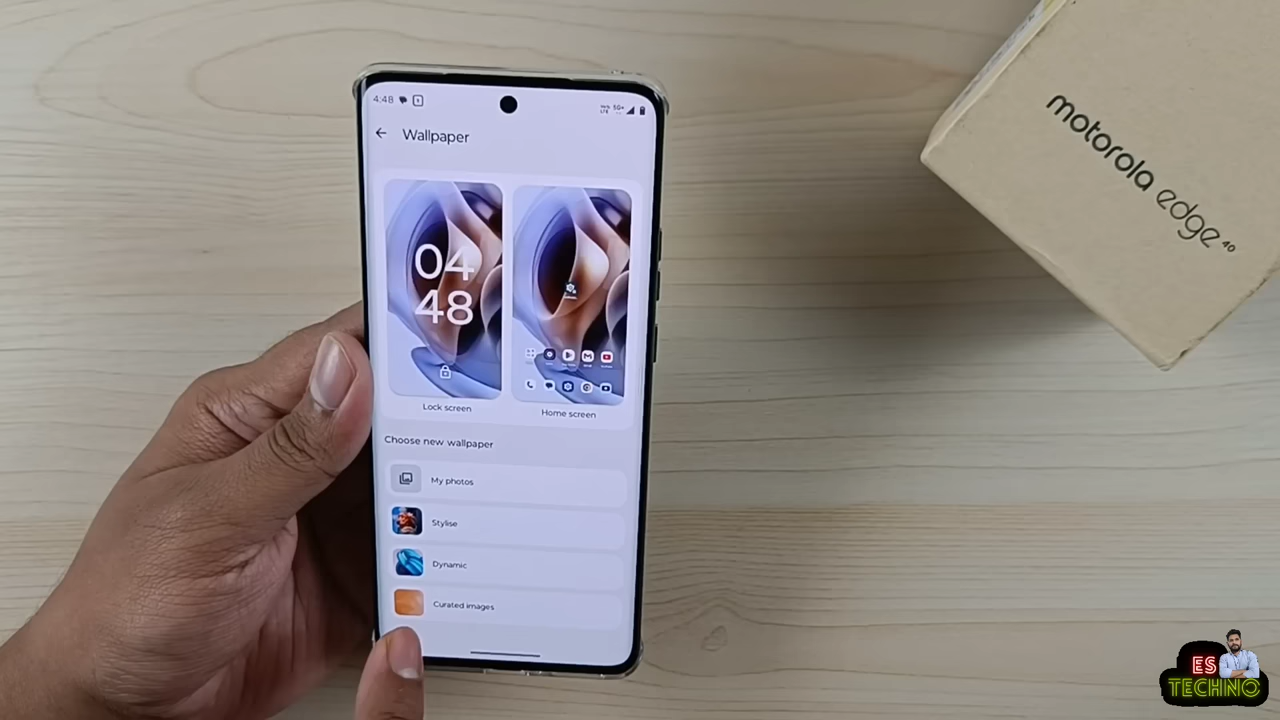 4:48
5G+
Wallpaper
04
48
Lock screen
Home screen
Choose new wallpaper
My photos
Stylise
Dynamic
Curated images
motorola edge 40
ES
TECHNO